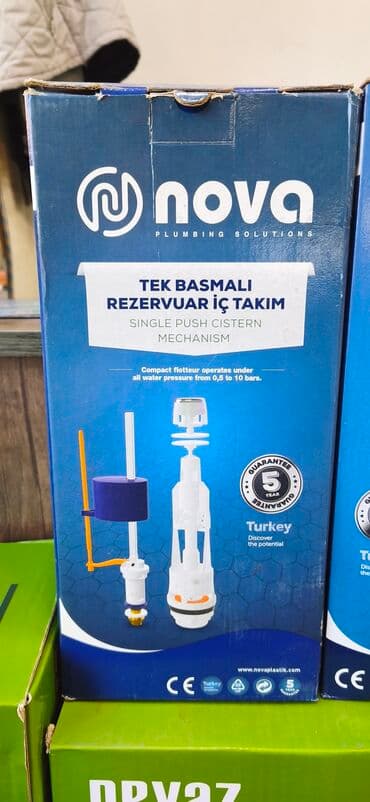 nova
PLUMBING SOLUTIONS
TEK BASMALI
REZERVUAR İÇ TAKIM
SINGLE PUSH CISTERN
MECHANISM
Compact flotteur operates under
all water pressure from 0,5 to 10 bars.
GUARANTEE
5
YEAR
GUARANTEE
Turkey
Discover
the potential
www.novaplastik.com
CE
Turkey
5
YEAR
CE